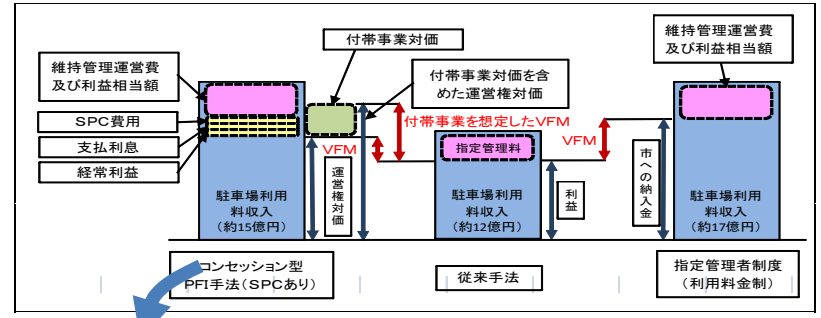 付帯事業対価
維持管理運営費
及び利益相当額
維持管理運営費
及び利益相当額
付帯事業対価を含
めた運営権対価
SPC費用
支払利息
経常利益
付帯事業を想定したVFM
VFM
VFM
指定管理料
運営権対価
利益
市への納入金
駐車場利用
料収入
(約15億円)
駐車場利用
料収入
(約12億円)
駐車場利用
料収入
(約17億円)
コンセッション型
PFI手法(SPCあり)
従来手法
指定管理者制度
(利用料金制)